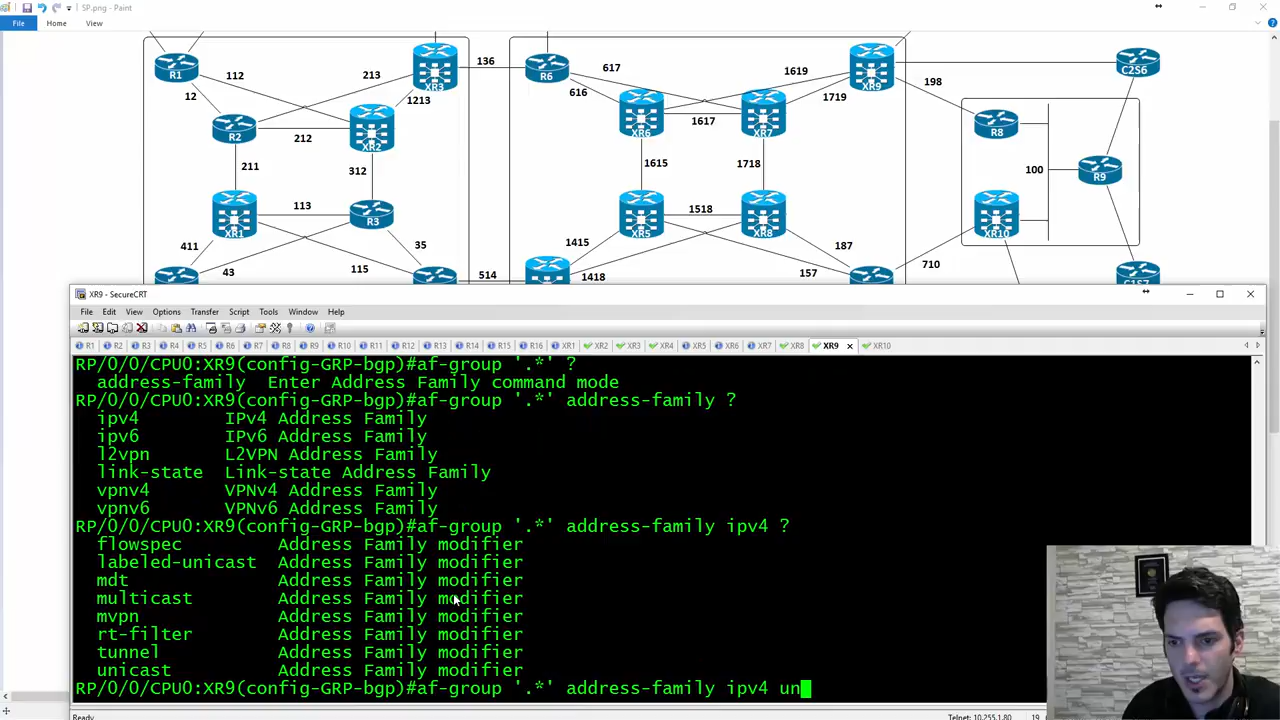 SP.png - Paint
File Home View
R1
112
213
XR3
136
R6
617
1619
XR9
C2S6
12
1213
616
1719
198
R2
212
XR2
XR6
1617
XR7
R8
211
312
1615
1718
100
R9
XR1
113
R3
XR5
1518
XR8
XR10
411
43
115
35
514
1415
1418
187
157
710
C1S7
XR9 - SecureCRT
File Edit View Options Transfer Script Tools Window Help
R1 R2 R3 R4 R5 R6 R7 R8 R9 R10 R11 R12 R13 R14 R15 R16 XR1 XR2 XR3 XR4 XR5 XR6 XR7 XR8 XR9 XR10
RP/0/0/CPU0:XR9(config-GRP-bgp)#af-group '.*' ?
address-family Enter Address Family command mode
RP/0/0/CPU0:XR9(config-GRP-bgp)#af-group '.*' address-family ?
ipv4 IPv4 Address Family
ipv6 IPv6 Address Family
l2vpn L2VPN Address Family
link-state Link-state Address Family
vpnv4 VPNv4 Address Family
vpnv6 VPNv6 Address Family
RP/0/0/CPU0:XR9(config-GRP-bgp)#af-group '.*' address-family ipv4 ?
flowspec Address Family modifier
labeled-unicast Address Family modifier
mdt Address Family modifier
multicast Address Family modifier
mvpn Address Family modifier
rt-filter Address Family modifier
tunnel Address Family modifier
unicast Address Family modifier
RP/0/0/CPU0:XR9(config-GRP-bgp)#af-group '.*' address-family ipv4 un
Ready
Telnet: 10.255.1.80
19